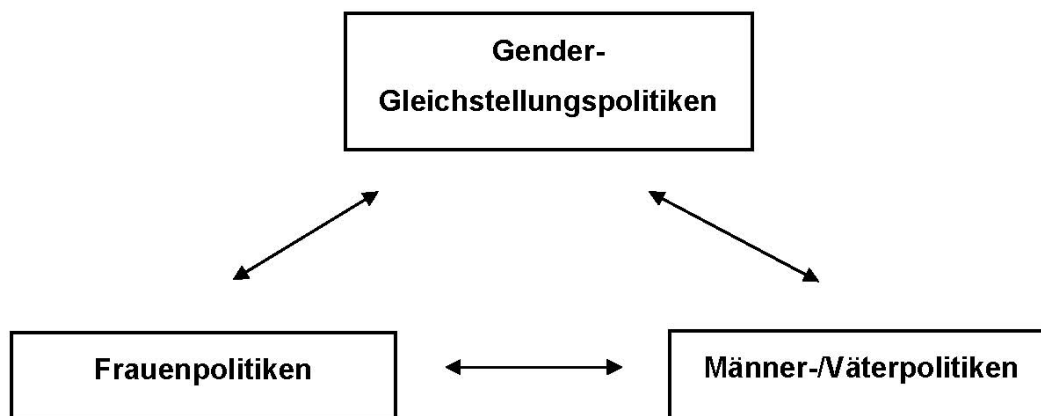 Gender-
Gleichstellungspolitiken
Frauenpolitiken
Männer-/Väterpolitiken